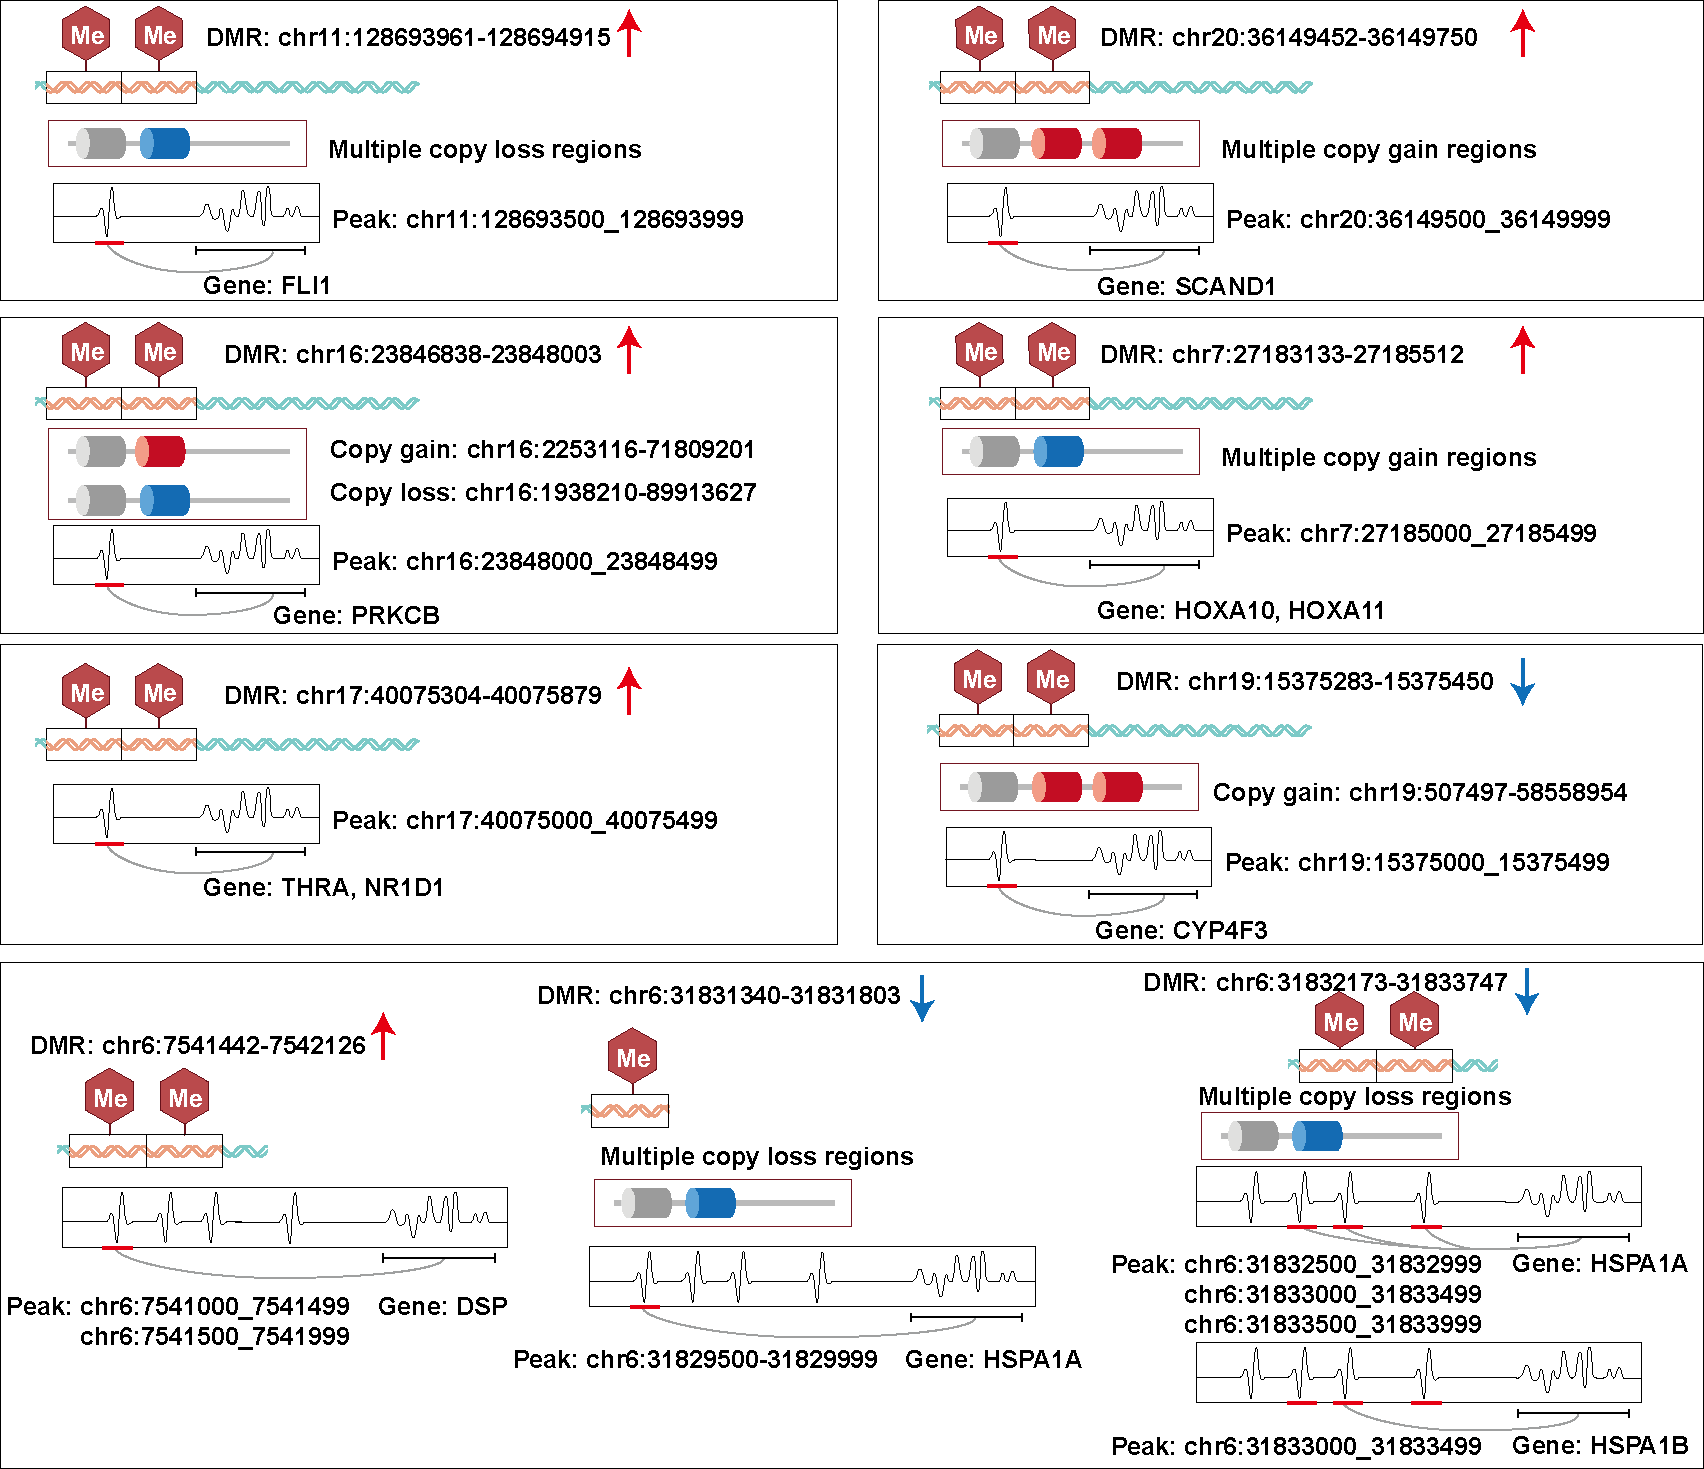 Me Me DMR: chr11:128693961-128694915
Multiple copy loss regions
Peak: chr11:128693500_128693999
Gene: FLI1
Me Me DMR: chr20:36149452-36149750
Multiple copy gain regions
Peak: chr20:36149500_36149999
Gene: SCAND1
Me Me DMR: chr16:23846838-23848003
Copy gain: chr16:2253116-71809201
Copy loss: chr16:1938210-89913627
Peak: chr16:23848000_23848499
Gene: PRKCB
Me Me DMR: chr7:27183133-27185512
Multiple copy gain regions
Peak: chr7:27185000_27185499
Gene: HOXA10, HOXA11
Me Me DMR: chr17:40075304-40075879
Peak: chr17:40075000_40075499
Gene: THRA, NR1D1
Me Me DMR: chr19:15375283-15375450
Copy gain: chr19:507497-58558954
Peak: chr19:15375000_15375499
Gene: CYP4F3
DMR: chr6:7541442-7542126
Me Me
Peak: chr6:7541000_7541499 Gene: DSP
chr6:7541500_7541999
DMR: chr6:31831340-31831803
Me
Multiple copy loss regions
Peak: chr6:31829500-31829999 Gene: HSPA1A
DMR: chr6:31832173-31833747
Me Me
Multiple copy loss regions
Peak: chr6:31832500_31832999 Gene: HSPA1A
chr6:31833000_31833499
chr6:31833500_31833999
Peak: chr6:31833000_31833499 Gene: HSPA1B